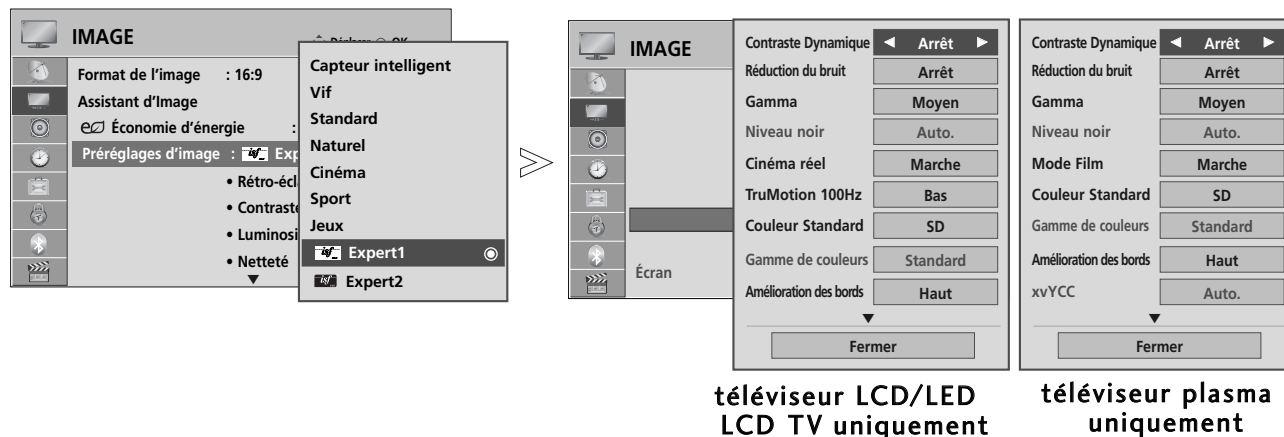 IMAGE
Déplacer OK
Format de l'image : 16:9
Assistant d'Image
Économie d'énergie :
Préréglages d'image : isf Exp
• Rétro-écl
• Contraste
• Luminosi
• Netteté
Capteur intelligent
Vif
Standard
Naturel
Cinéma
Sport
Jeux
isf Expert1
isf Expert2
IMAGE
Écran
Contraste Dynamique Arrêt
Réduction du bruit Arrêt
Gamma Moyen
Niveau noir Auto.
Cinéma réel Marche
TruMotion 100Hz Bas
Couleur Standard SD
Gamme de couleurs Standard
Amélioration des bords Haut
Fermer
téléviseur LCD/LED
LCD TV uniquement
Contraste Dynamique Arrêt
Réduction du bruit Arrêt
Gamma Moyen
Niveau noir Auto.
Mode Film Marche
Couleur Standard SD
Gamme de couleurs Standard
Amélioration des bords Haut
xvYCC Auto.
Fermer
téléviseur plasma
uniquement